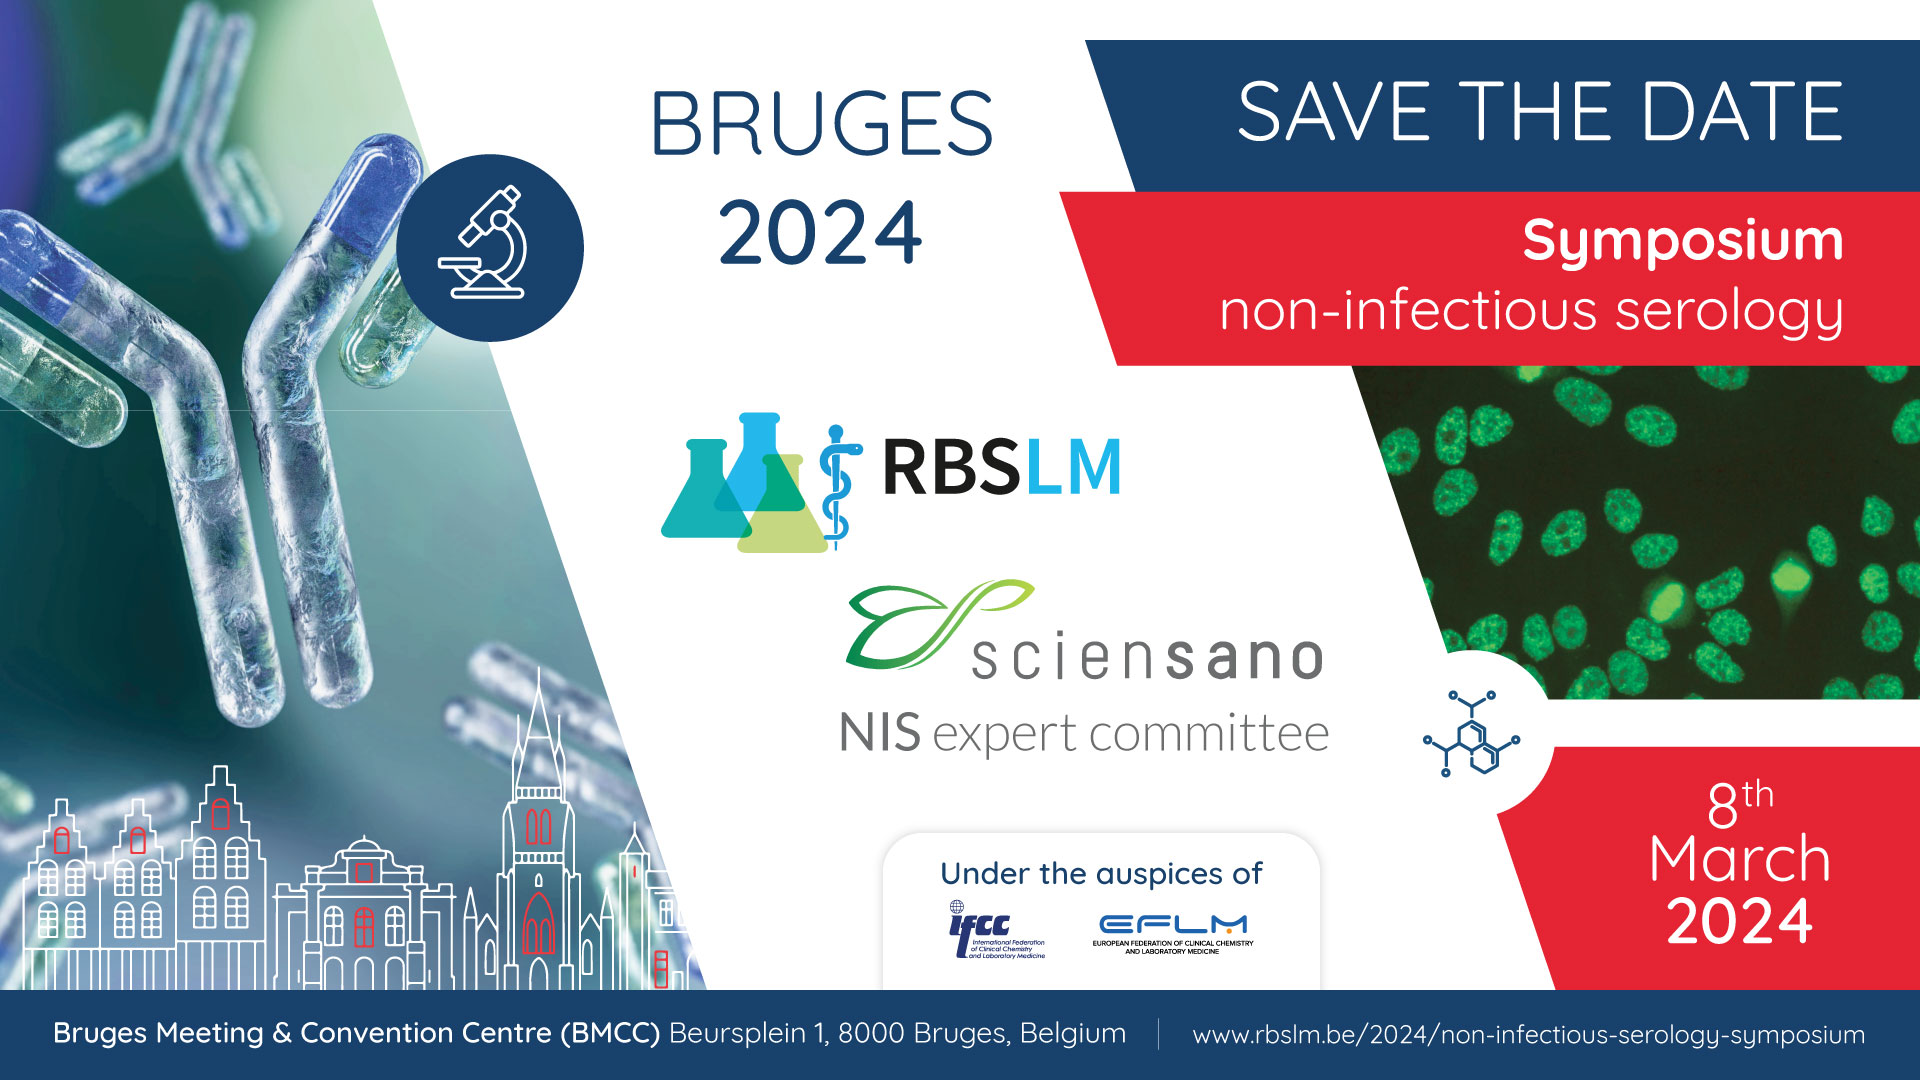 BRUGES
2024
SAVE THE DATE
Symposium
non-infectious serology
RBSLM
sciensano
NIS expert committee
8th
March
2024
Under the auspices of
ifcc
International Federation
of Clinical Chemistry
and Laboratory Medicine
EFLM
EUROPEAN FEDERATION OF CLINICAL CHEMISTRY
AND LABORATORY MEDICINE
Bruges Meeting & Convention Centre (BMCC) Beursplein 1, 8000 Bruges, Belgium
www.rbslm.be/2024/non-infectious-serology-symposium